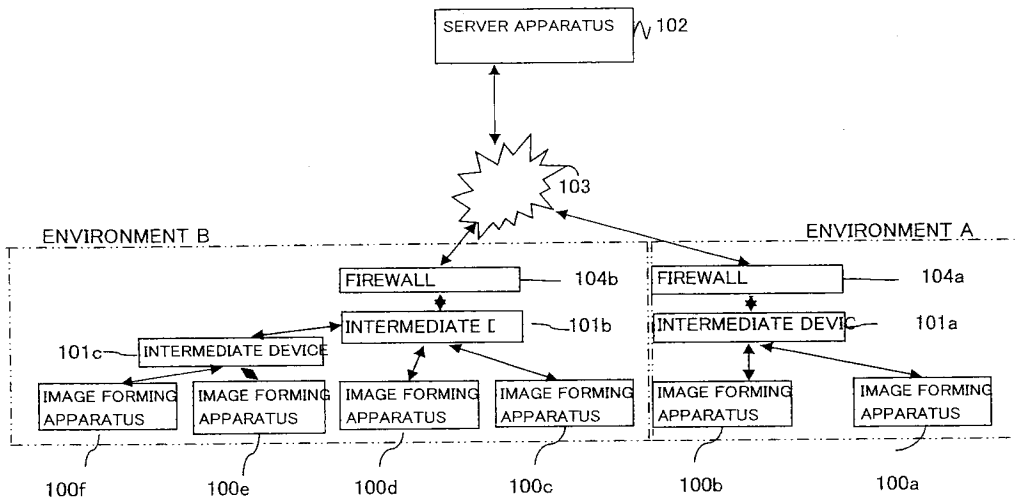 SERVER APPARATUS
102
103
ENVIRONMENT B
ENVIRONMENT A
FIREWALL
104b
FIREWALL
104a
INTERMEDIATE D
101b
INTERMEDIATE DEVIC
101a
101c
INTERMEDIATE DEVICE
IMAGE FORMING
APPARATUS
IMAGE FORMING
APPARATUS
IMAGE FORMING
APPARATUS
IMAGE FORMING
APPARATUS
IMAGE FORMING
APPARATUS
IMAGE FORMING
APPARATUS
100f
100e
100d
100c
100b
100a